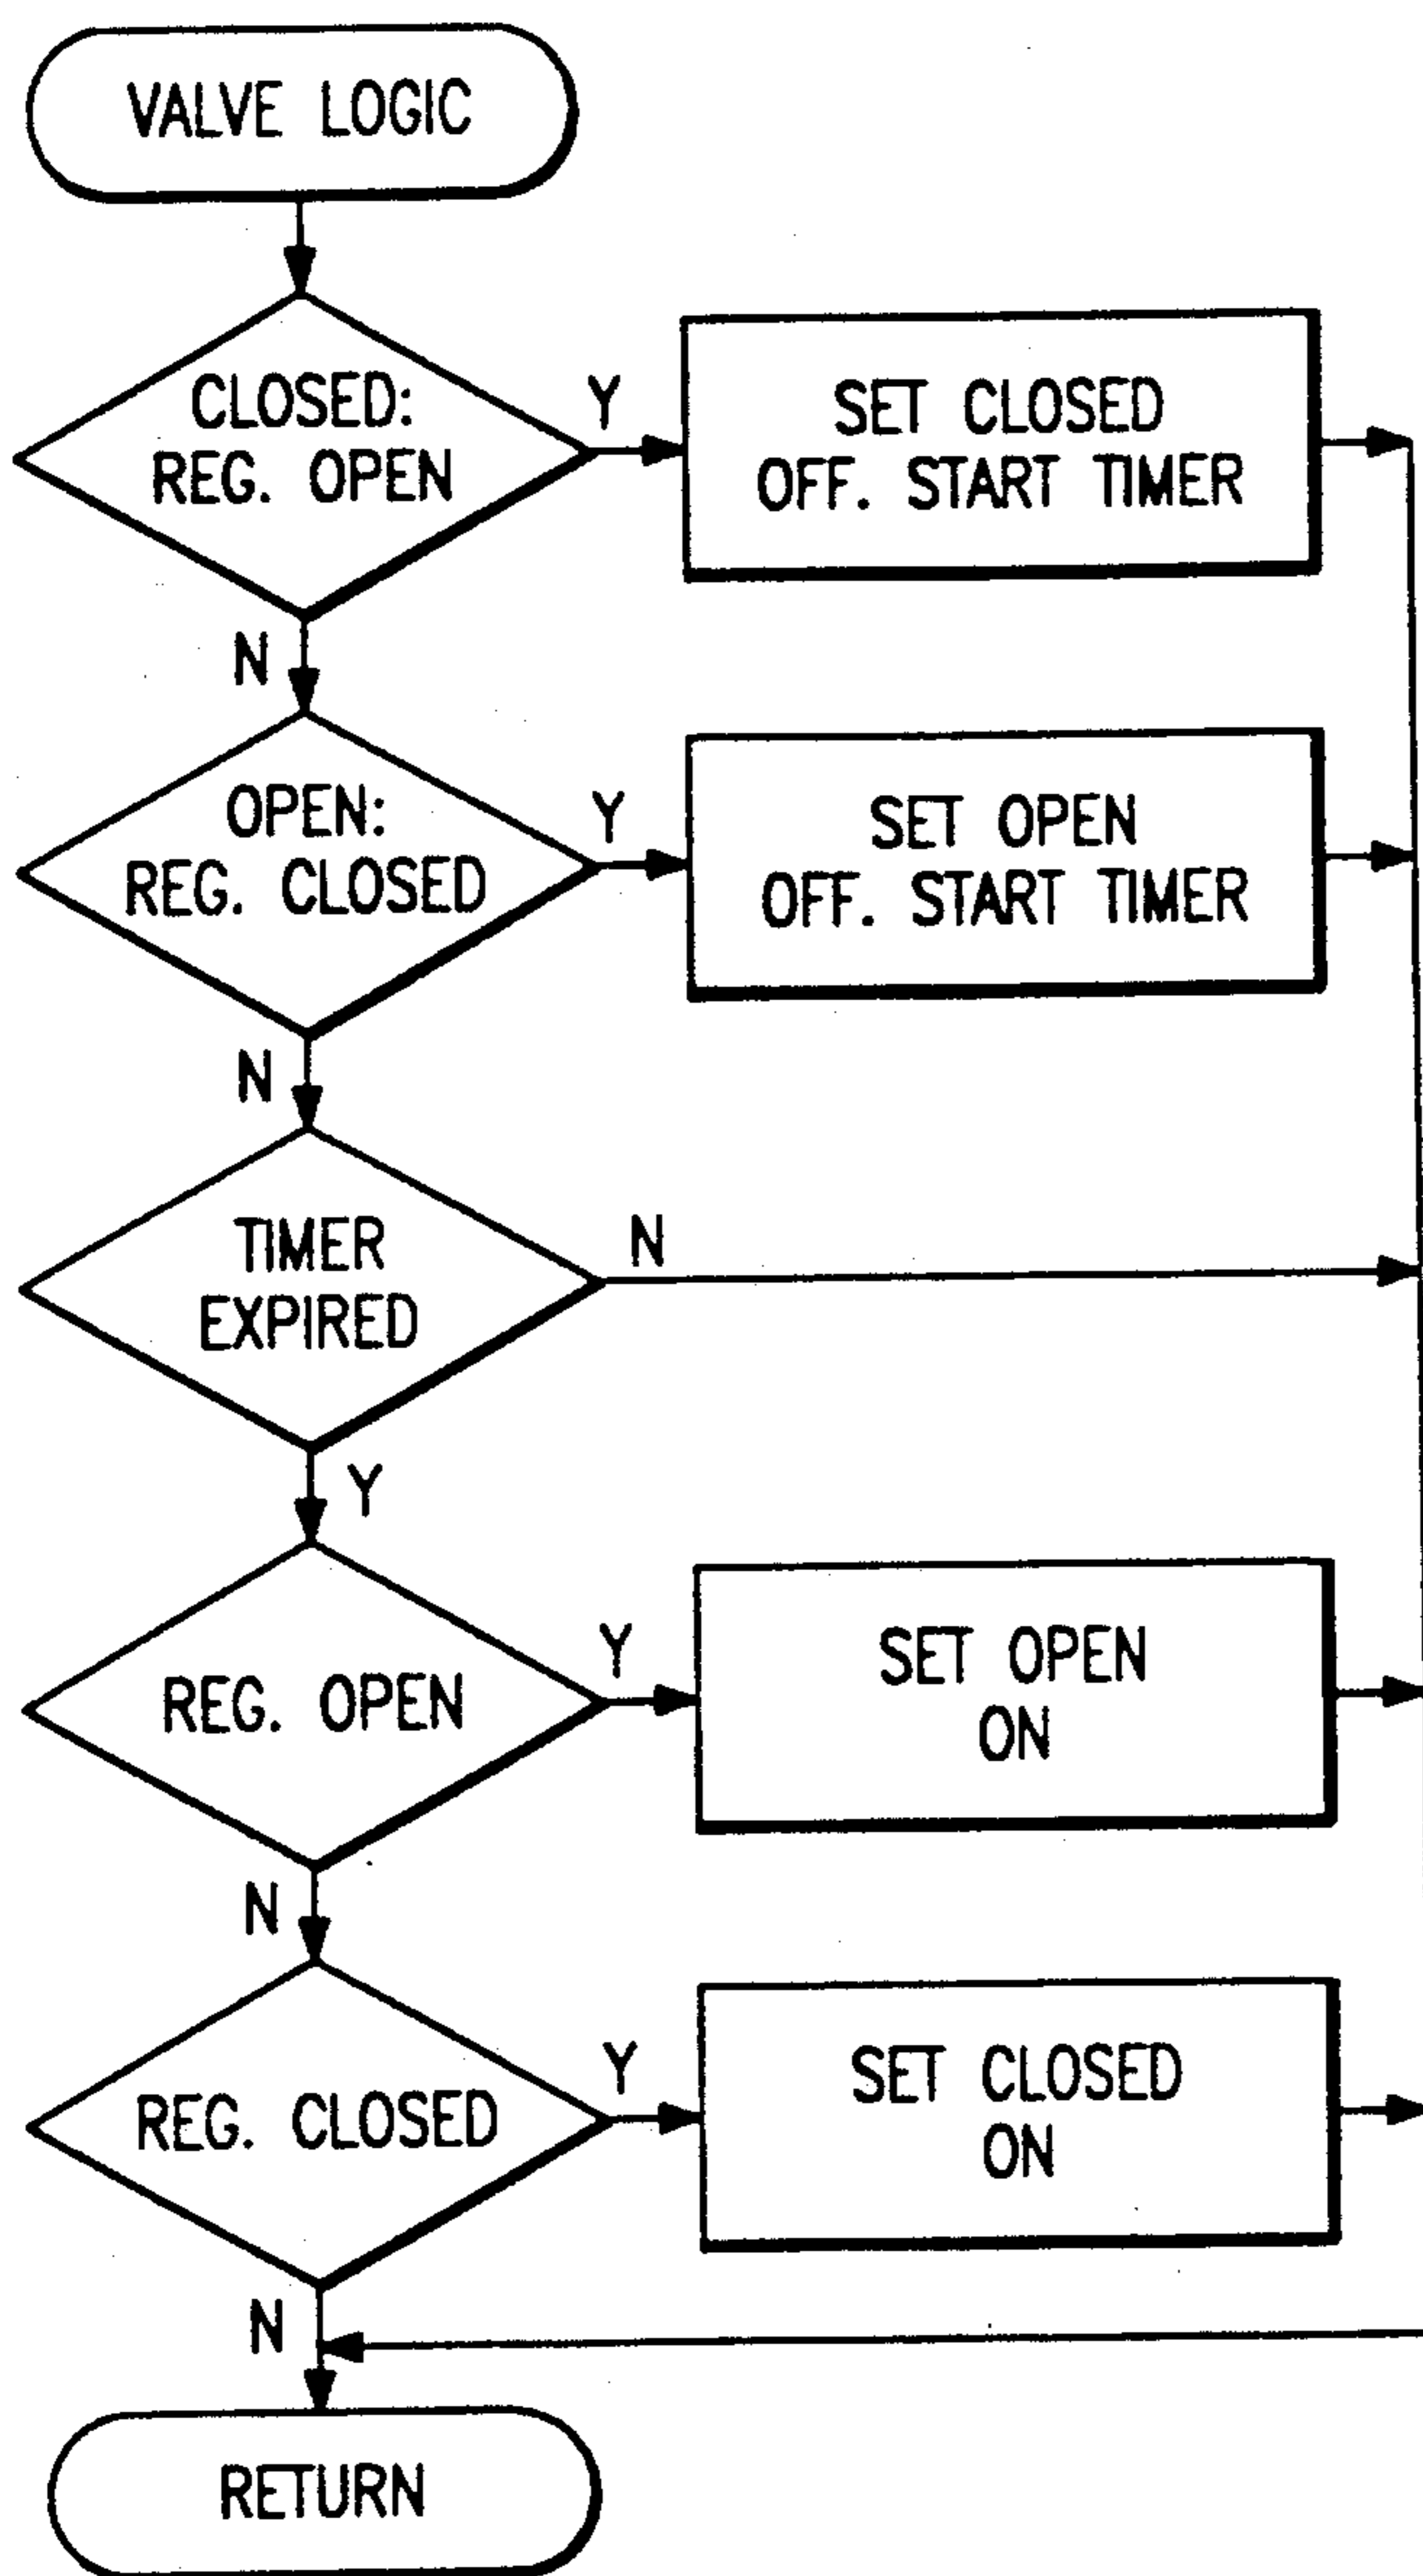 VALVE LOGIC
CLOSED:
REG. OPEN
Y
SET CLOSED
OFF. START TIMER
N
OPEN:
REG. CLOSED
Y
SET OPEN
OFF. START TIMER
N
TIMER
EXPIRED
N
Y
REG. OPEN
Y
SET OPEN
ON
N
REG. CLOSED
Y
SET CLOSED
ON
N
RETURN